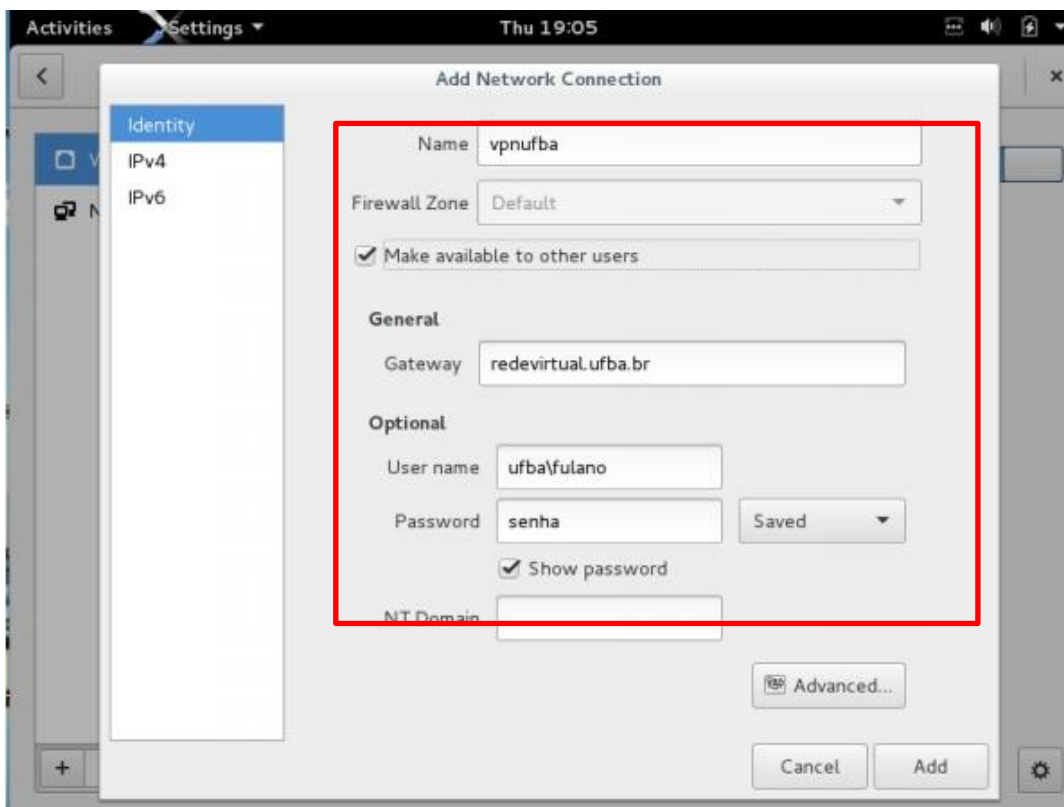 Activities Settings Thu 19:05
Add Network Connection
Identity
IPv4
IPv6
Name vpnufba
Firewall Zone Default
Make available to other users
General
Gateway redevirtual.ufba.br
Optional
User name ufba\fulano
Password senha Saved
Show password
NT Domain
Advanced...
Cancel Add